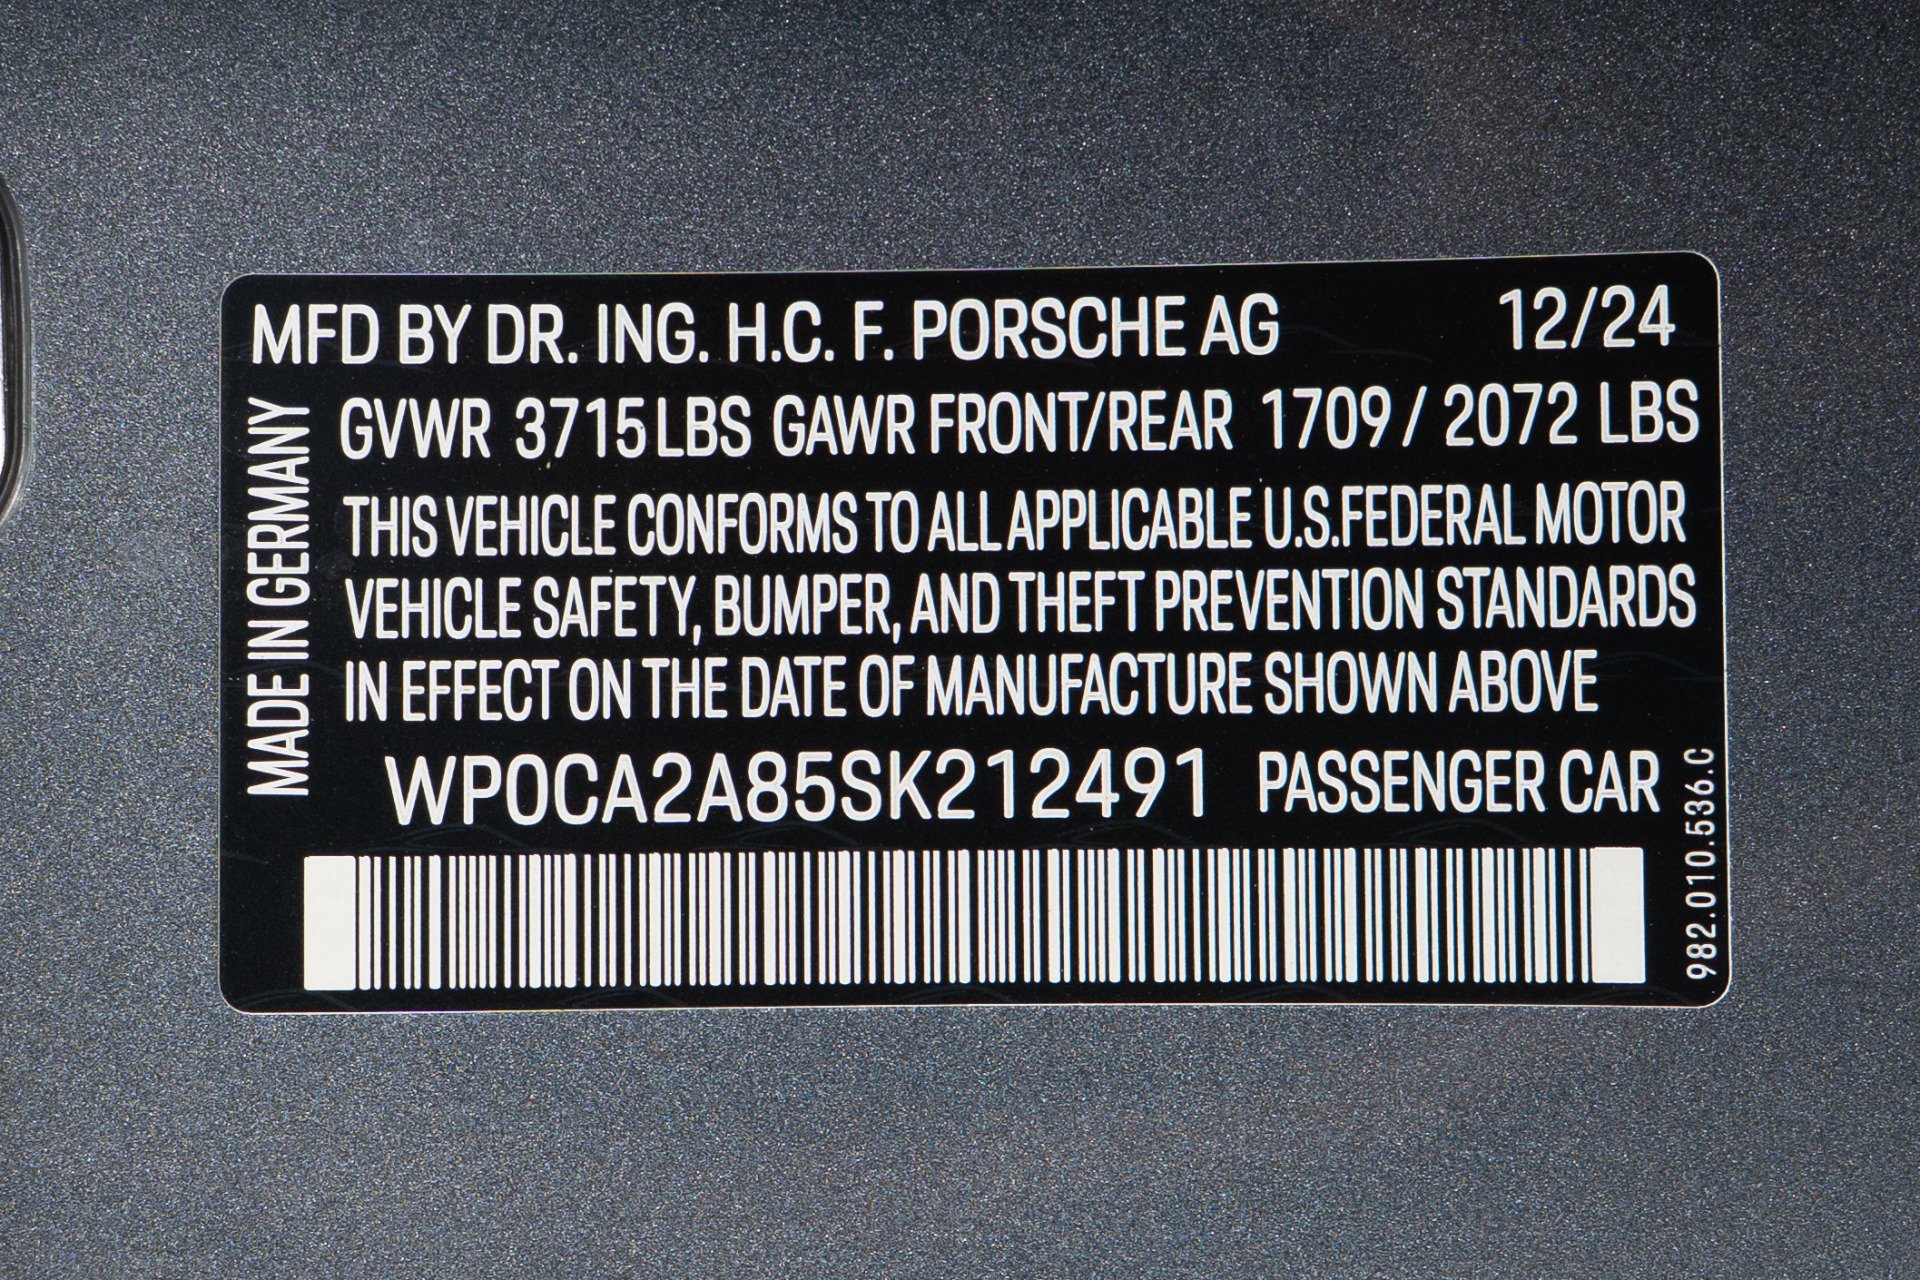 MFD BY DR. ING. H.C. F. PORSCHE AG 12/24
GVWR 3715 LBS GAWR FRONT/REAR 1709 / 2072 LBS
THIS VEHICLE CONFORMS TO ALL APPLICABLE U.S.FEDERAL MOTOR
VEHICLE SAFETY, BUMPER, AND THEFT PREVENTION STANDARDS
IN EFFECT ON THE DATE OF MANUFACTURE SHOWN ABOVE
WP0CA2A85SK212491 PASSENGER CAR
MADE IN GERMANY
982.010.536.C